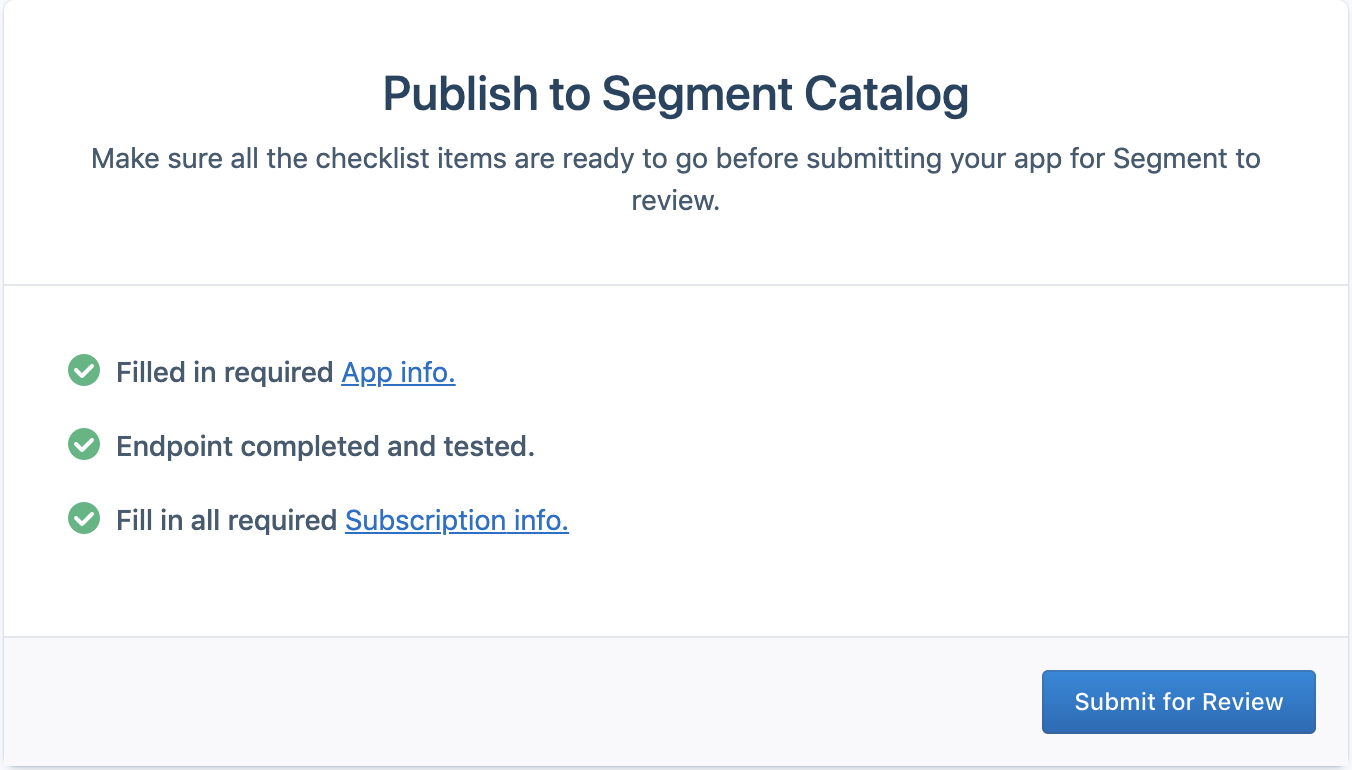 Publish to Segment Catalog
Make sure all the checklist items are ready to go before submitting your app for Segment to
review.
Filled in required App info.
Endpoint completed and tested.
Fill in all required Subscription info.
Submit for Review